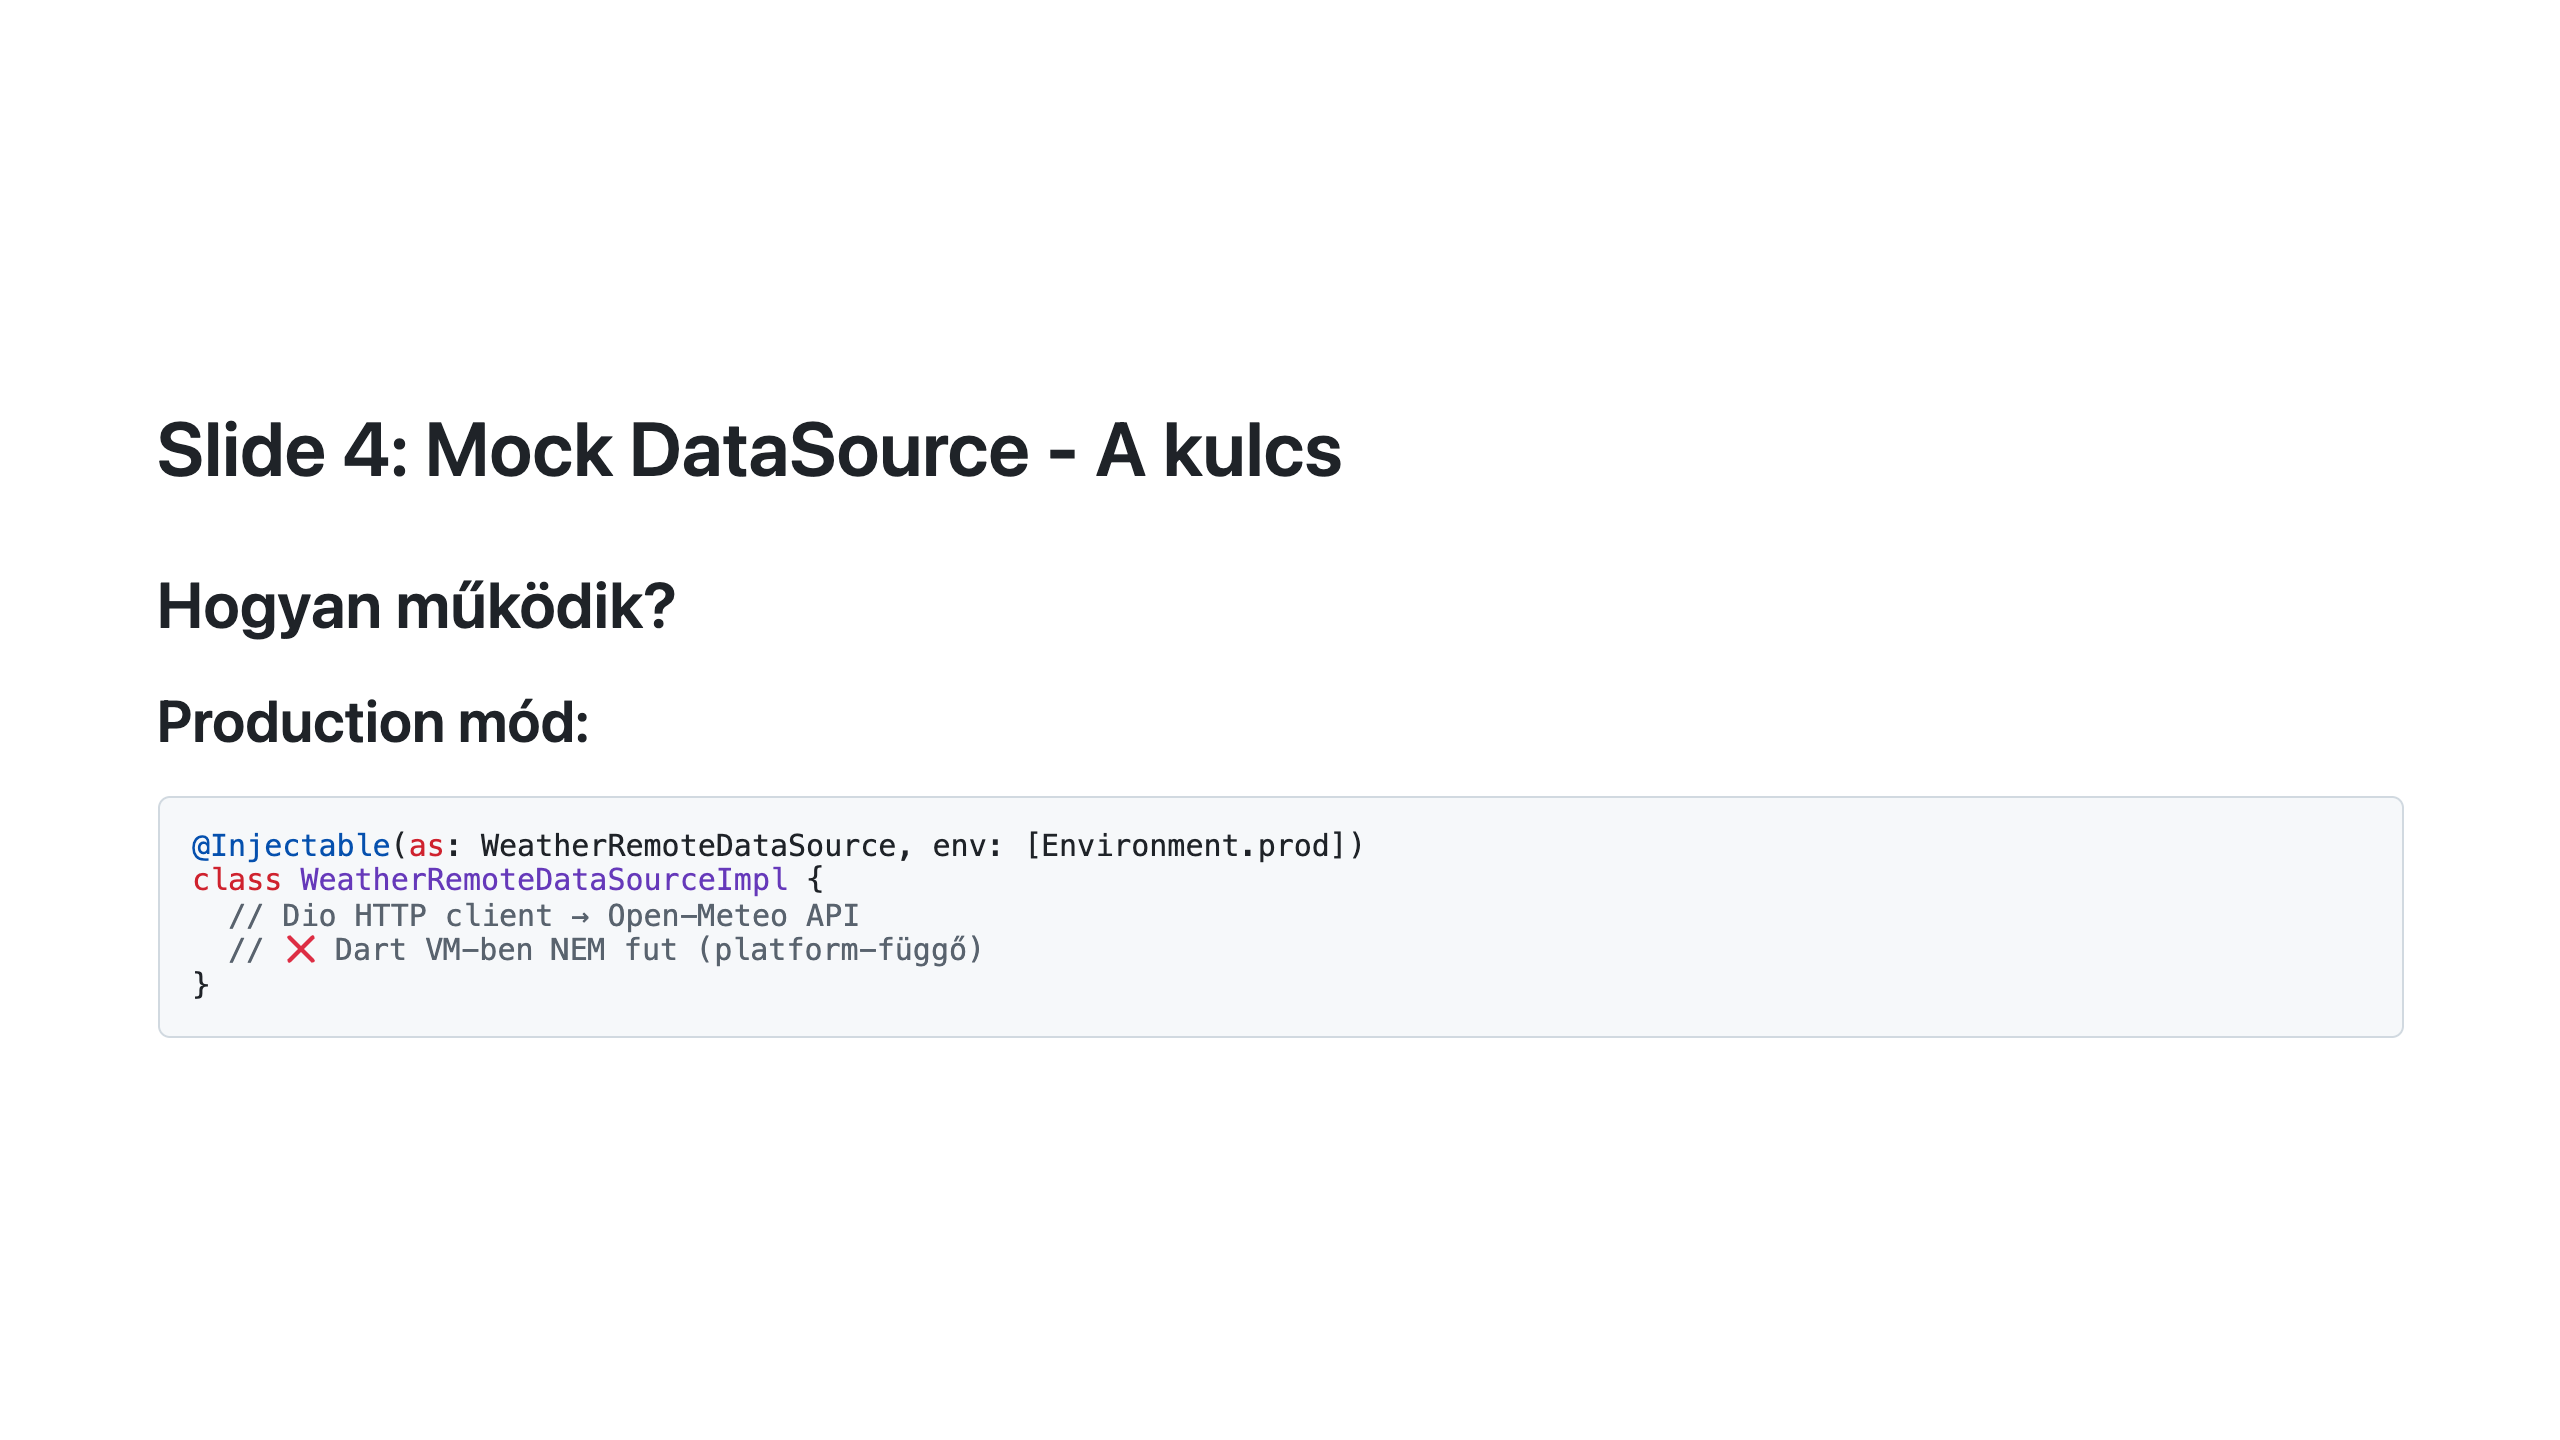 Slide 4: Mock DataSource - A kulcs
Hogyan működik?
Production mód:
@Injectable(as: WeatherRemoteDataSource, env: [Environment.prod])
class WeatherRemoteDataSourceImpl {
  // Dio HTTP client → Open-Meteo API
  // ❌ Dart VM-ben NEM fut (platform-függő)
}